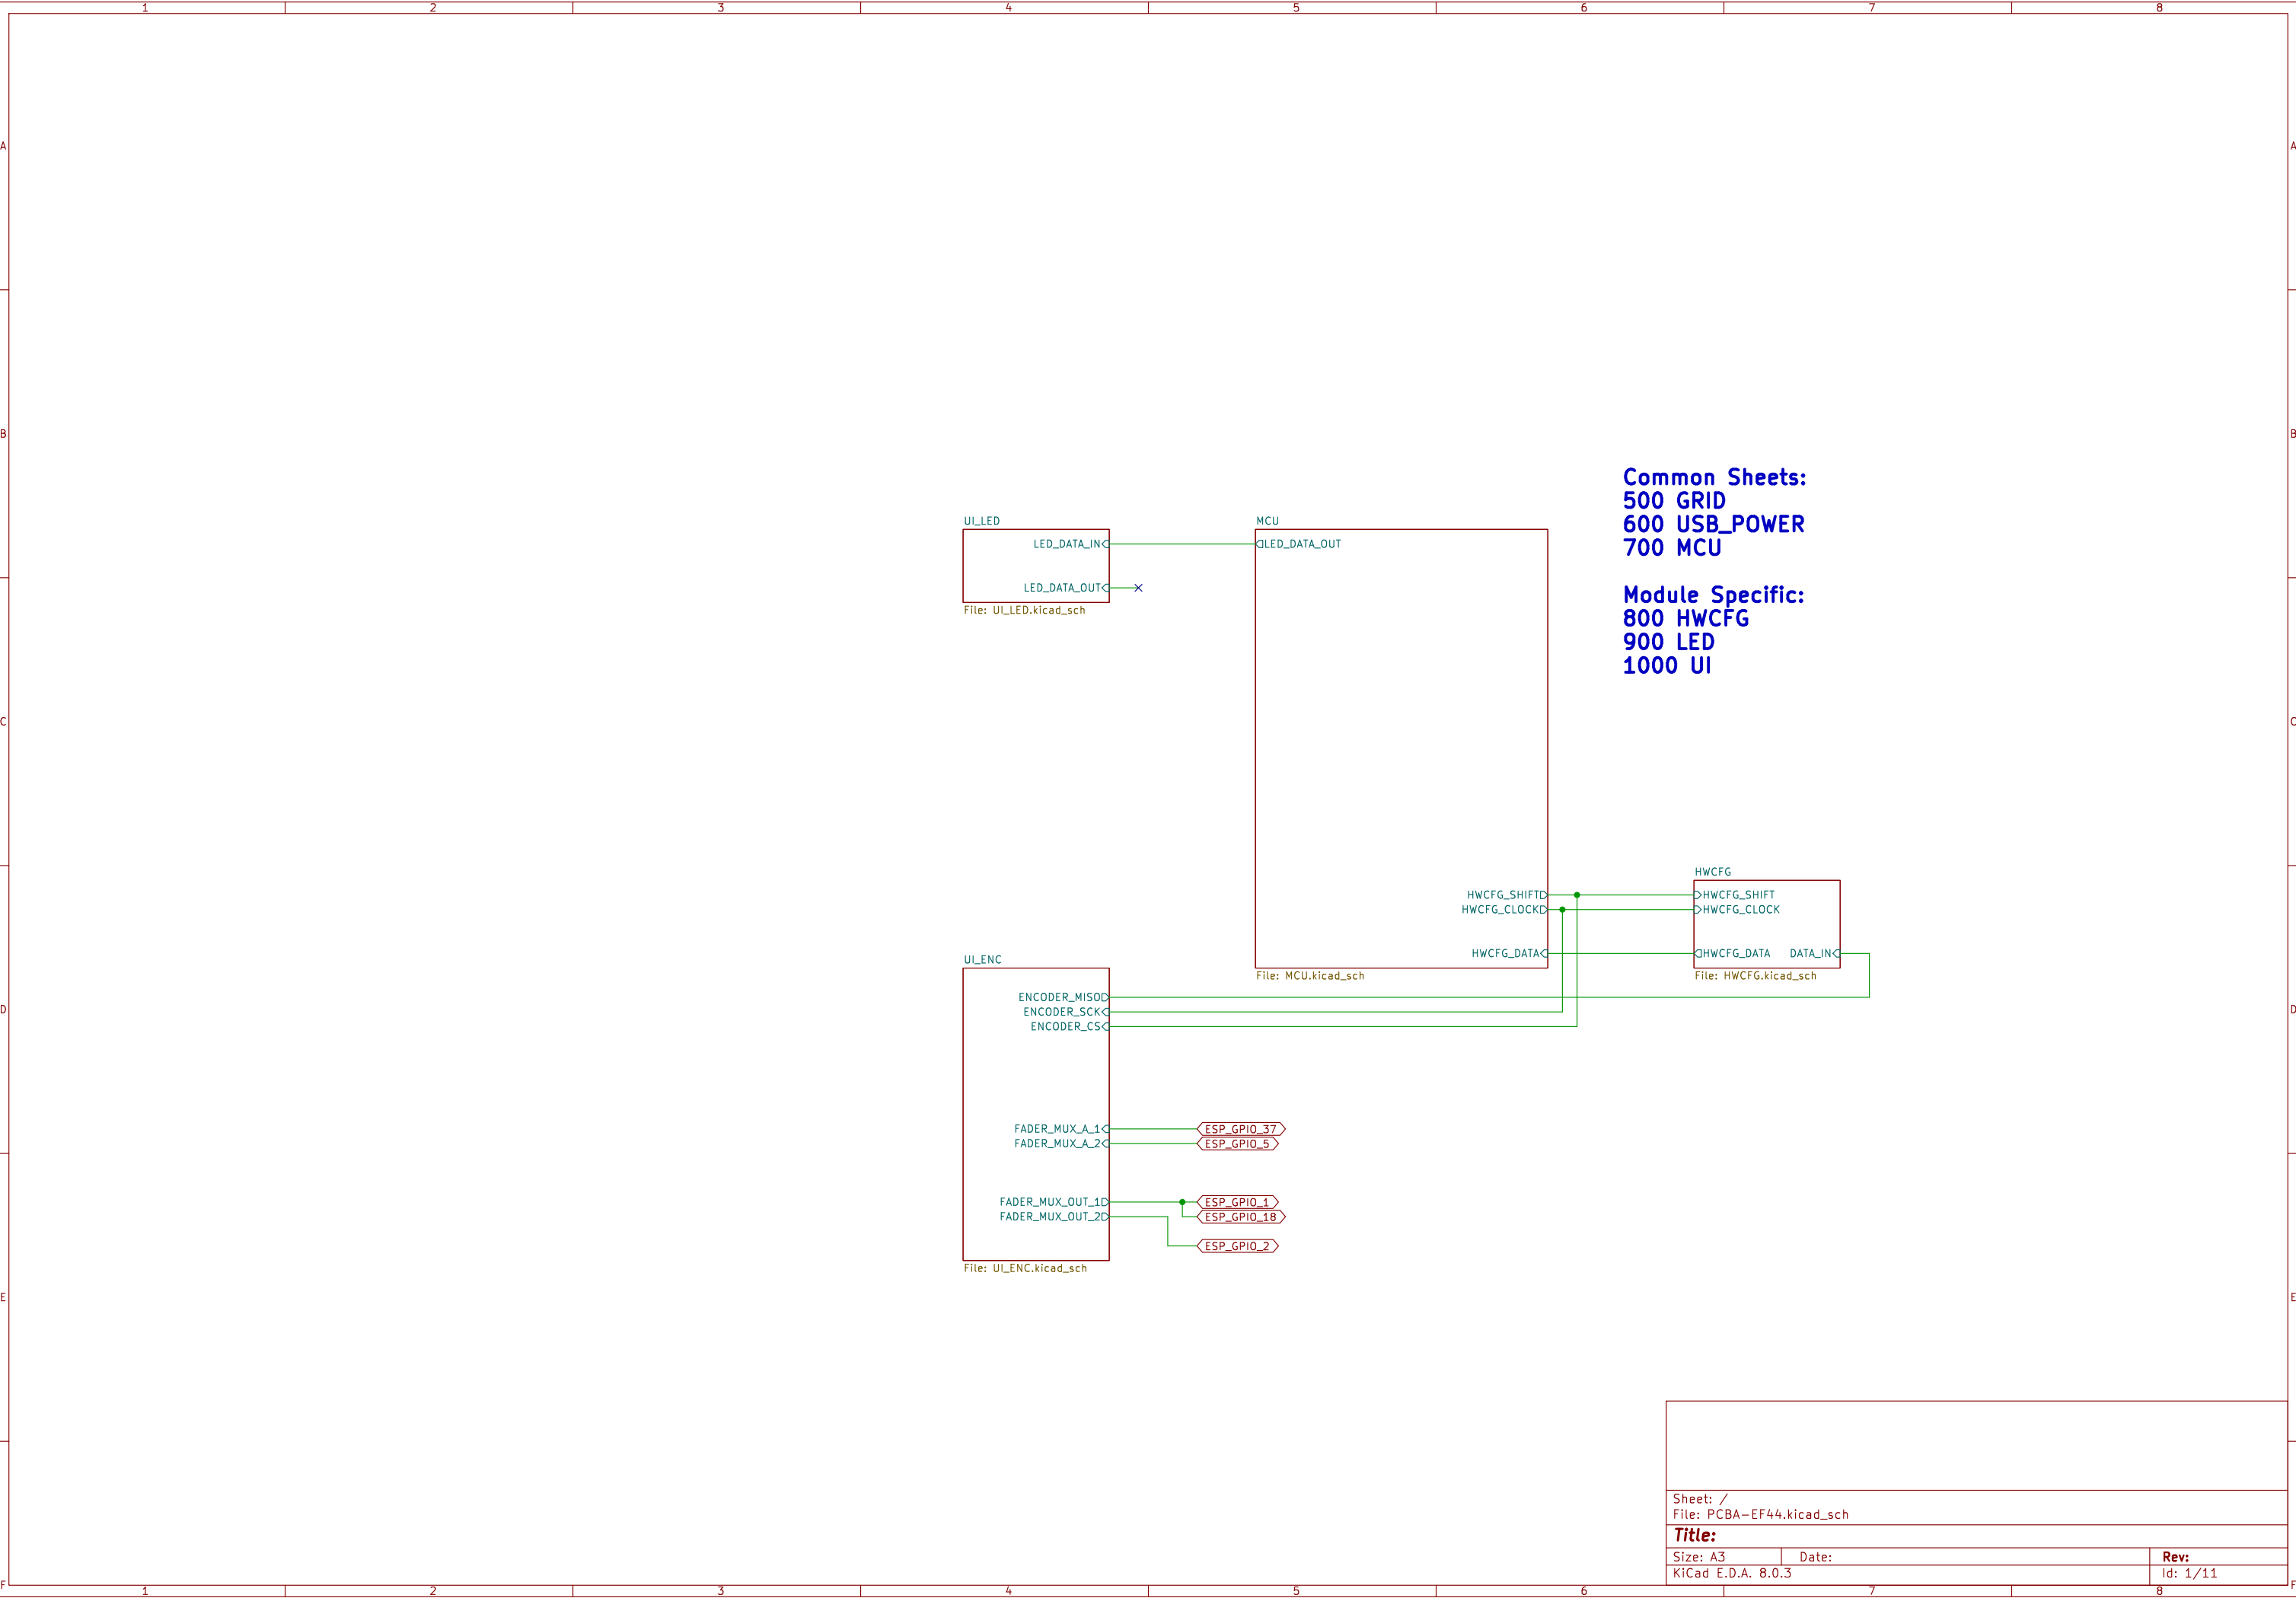 1 2 3 4 5 6 7 8
A A
B B
Common Sheets:
500 GRID
600 USB_POWER
700 MCU
Module Specific:
800 HWCFG
900 LED
1000 UI
UI_LED
LED_DATA_IN
LED_DATA_OUT
File: UI_LED.kicad_sch
MCU
LED_DATA_OUT
HWCFG_SHIFT
HWCFG_CLOCK
HWCFG_DATA
File: MCU.kicad_sch
C C
HWCFG
HWCFG_SHIFT
HWCFG_CLOCK
HWCFG_DATA DATA_IN
File: HWCFG.kicad_sch
D D
UI_ENC
ENCODER_MISO
ENCODER_SCK
ENCODER_CS
FADER_MUX_A_1 ESP_GPIO_37
FADER_MUX_A_2 ESP_GPIO_5
FADER_MUX_OUT_1 ESP_GPIO_1
FADER_MUX_OUT_2 ESP_GPIO_18
ESP_GPIO_2
File: UI_ENC.kicad_sch
E E
Sheet: /
File: PCBA-EF44.kicad_sch
Title:
Size: A3 Date: Rev:
KiCad E.D.A. 8.0.3 Id: 1/11
F F
1 2 3 4 5 6 7 8